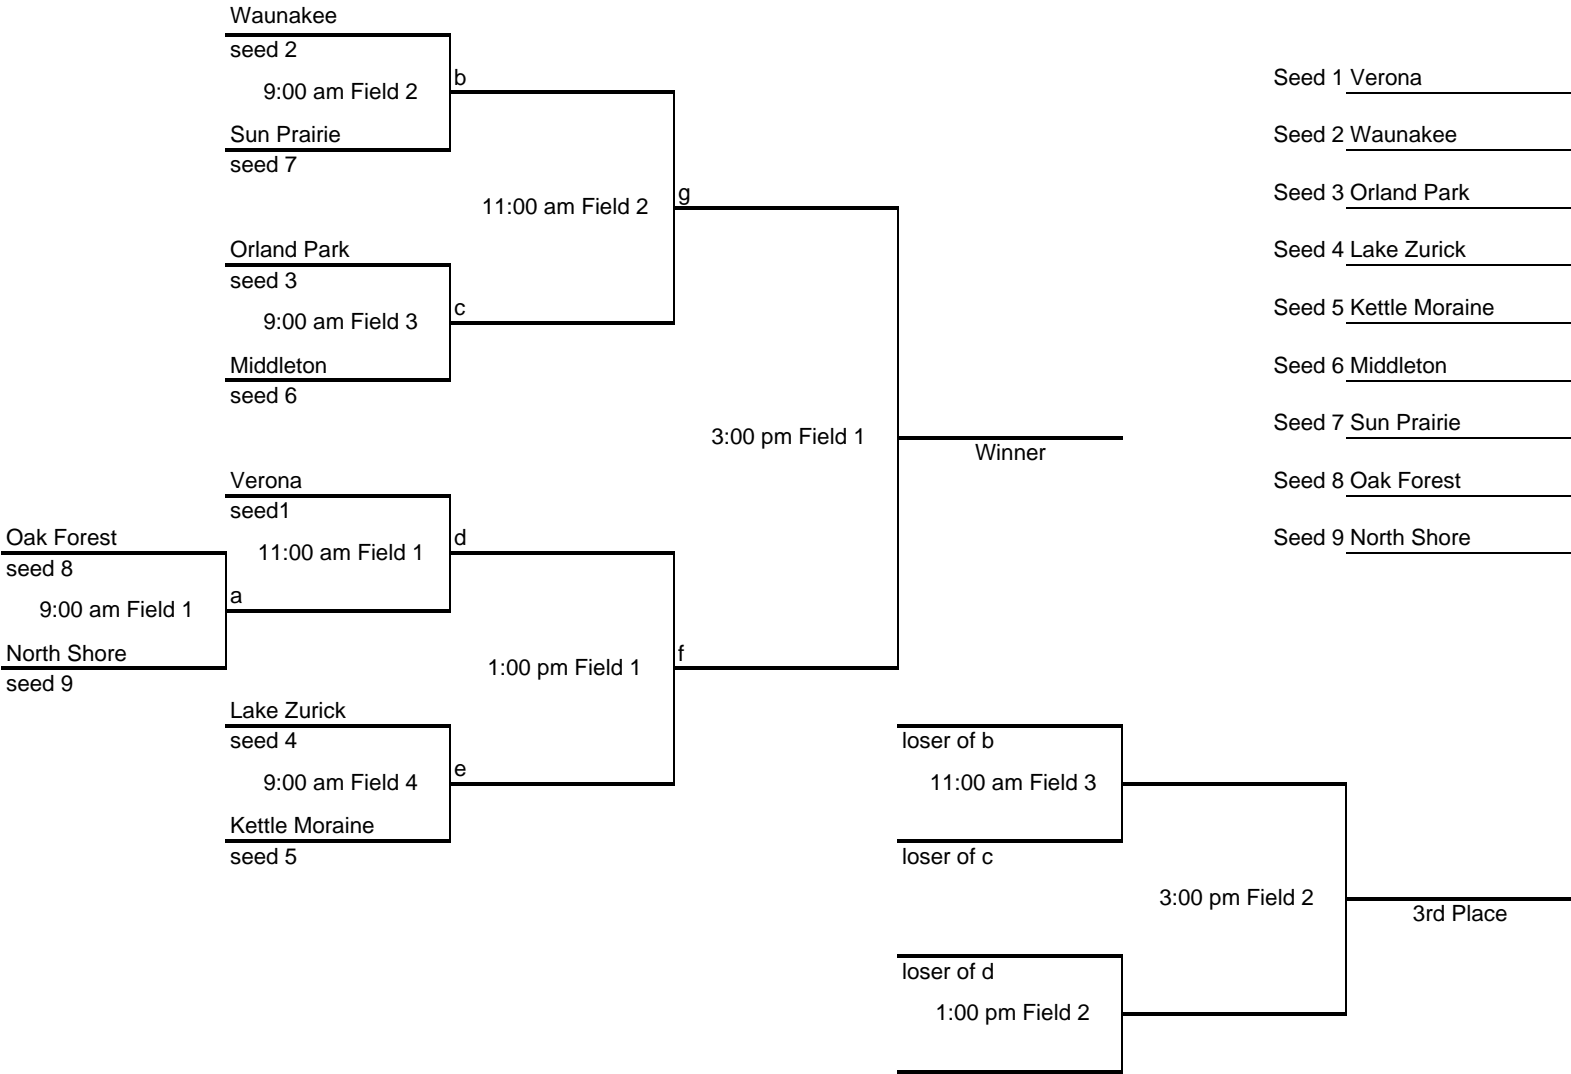 Waunakee
seed 2
9:00 am Field 2
b
Sun Prairie
seed 7
11:00 am Field 2
g
Orland Park
seed 3
9:00 am Field 3
c
Middleton
seed 6
3:00 pm Field 1
Winner
Verona
seed1
11:00 am Field 1
d
Oak Forest
seed 8
9:00 am Field 1
a
North Shore
seed 9
1:00 pm Field 1
f
Lake Zurick
seed 4
9:00 am Field 4
e
Kettle Moraine
seed 5
Seed 1 Verona
Seed 2 Waunakee
Seed 3 Orland Park
Seed 4 Lake Zurick
Seed 5 Kettle Moraine
Seed 6 Middleton
Seed 7 Sun Prairie
Seed 8 Oak Forest
Seed 9 North Shore
loser of b
11:00 am Field 3
loser of c
3:00 pm Field 2
3rd Place
loser of d
1:00 pm Field 2